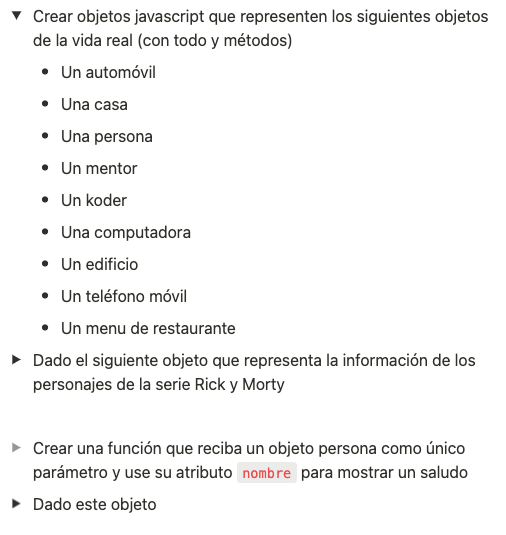 Crear objetos javascript que representen los siguientes objetos
de la vida real (con todo y métodos)
Un automóvil
Una casa
Una persona
Un mentor
Un koder
Una computadora
Un edificio
Un teléfono móvil
Un menu de restaurante
Dado el siguiente objeto que representa la información de los
personajes de la serie Rick y Morty
Crear una función que reciba un objeto persona como único
parámetro y use su atributo nombre para mostrar un saludo
Dado este objeto